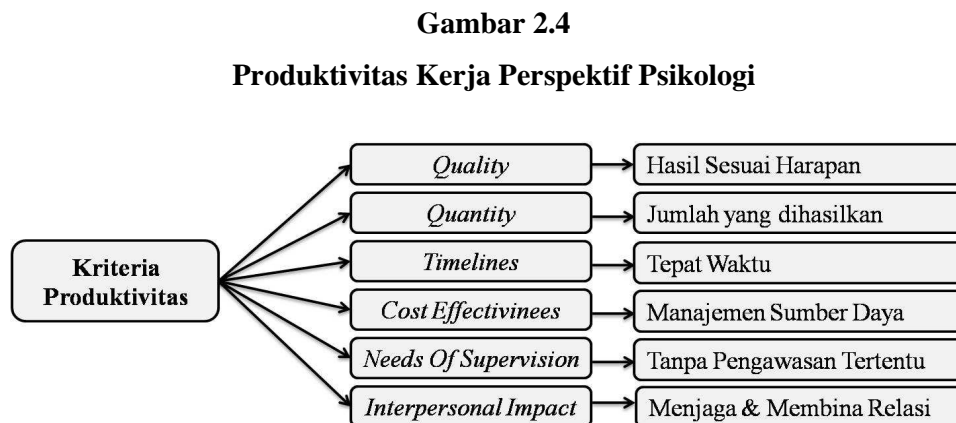 Gambar 2.4
Produktivitas Kerja Perspektif Psikologi
Kriteria
Produktivitas
Quality
Hasil Sesuai Harapan
Quantity
Jumlah yang dihasilkan
Timelines
Tepat Waktu
Cost Effectivinees
Manajemen Sumber Daya
Needs Of Supervision
Tanpa Pengawasan Tertentu
Interpersonal Impact
Menjaga & Membina Relasi